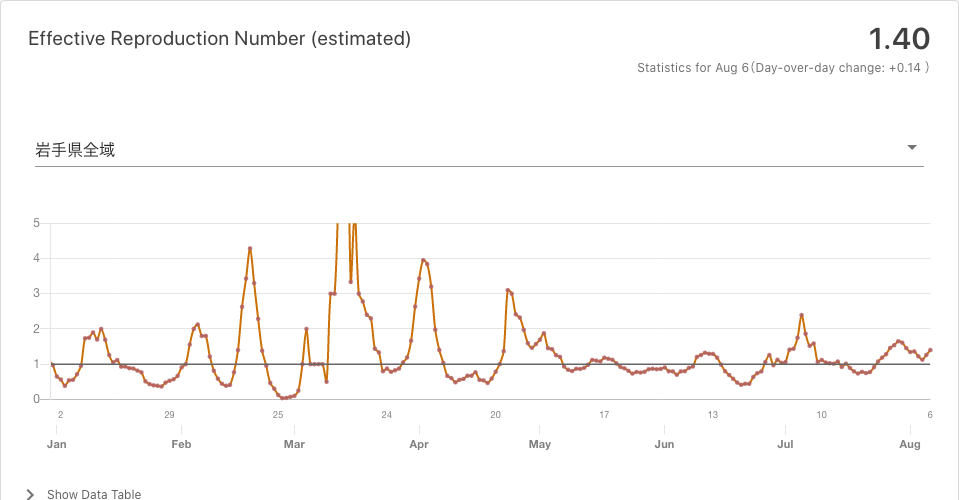 Effective Reproduction Number (estimated)
1.40
Statistics for Aug 6(Day-over-day change: +0.14 )
岩手県全域
5
4
3
2
1
0
2 29 25 24 20 17 13 10 6
Jan Feb Mar Apr May Jun Jul Aug
Show Data Table